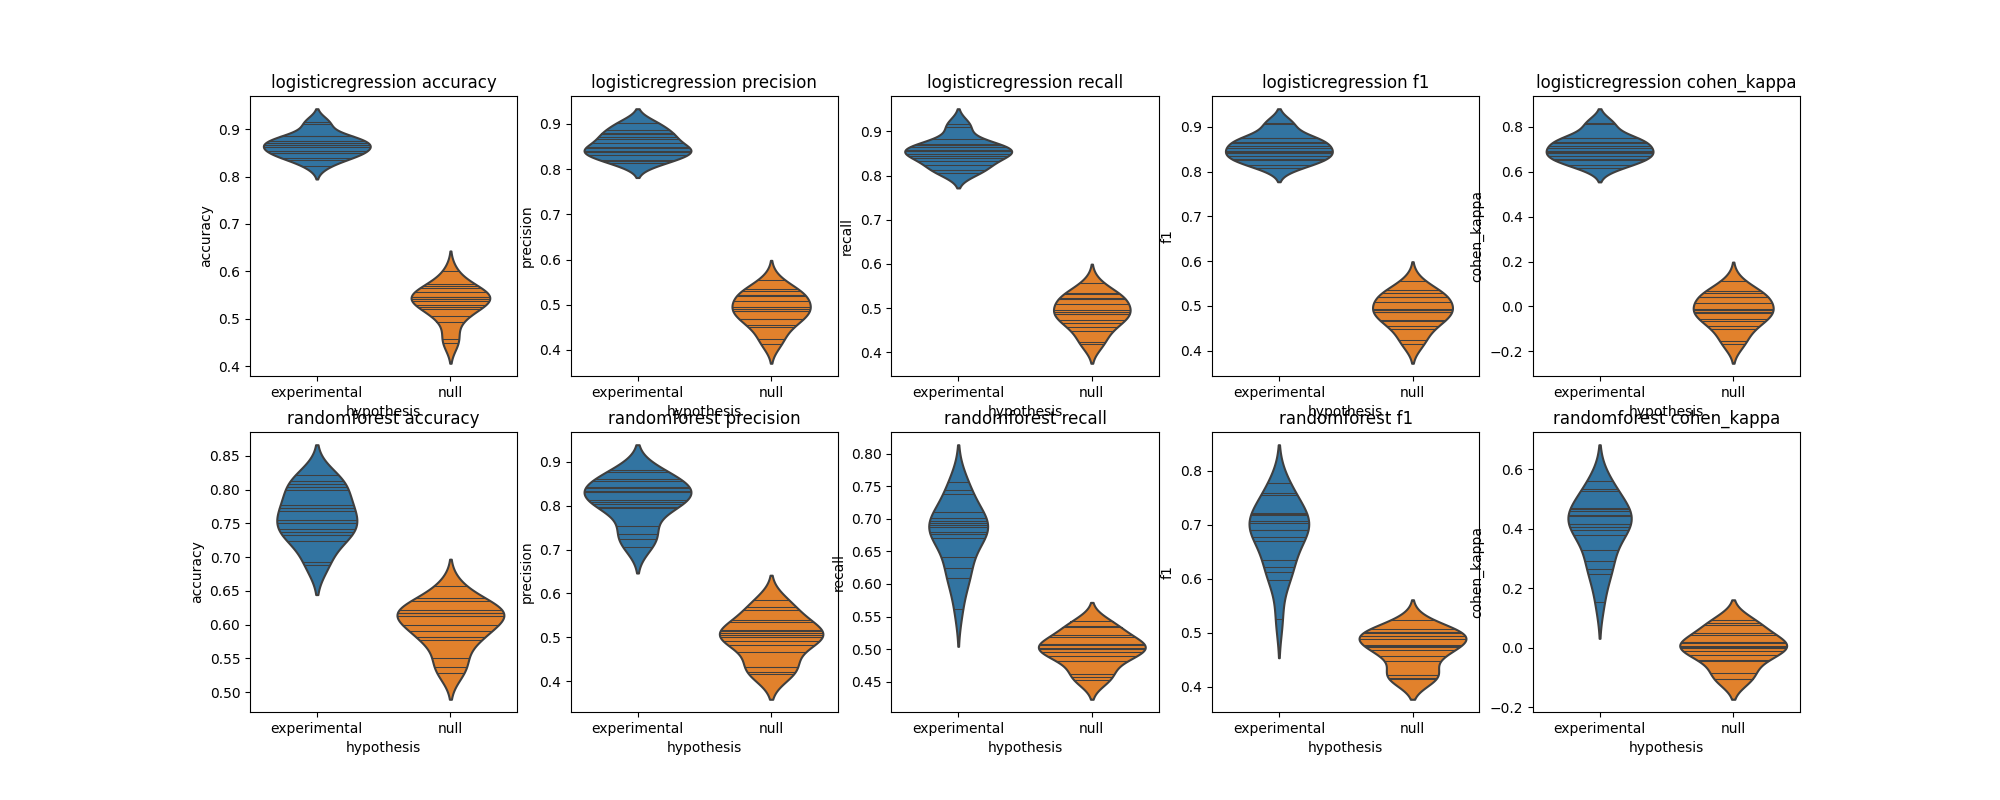 logisticregression accuracy
accuracy
0.9
0.8
0.7
0.6
0.5
0.4
experimental null
hypothesis
logisticregression precision
precision
0.9
0.8
0.7
0.6
0.5
0.4
experimental null
hypothesis
logisticregression recall
recall
0.9
0.8
0.7
0.6
0.5
0.4
experimental null
hypothesis
logisticregression f1
f1
0.9
0.8
0.7
0.6
0.5
0.4
experimental null
hypothesis
logisticregression cohen_kappa
cohen_kappa
0.8
0.6
0.4
0.2
0.0
−0.2
experimental null
hypothesis
randomforest accuracy
accuracy
0.85
0.80
0.75
0.70
0.65
0.60
0.55
0.50
experimental null
hypothesis
randomforest precision
precision
0.9
0.8
0.7
0.6
0.5
0.4
experimental null
hypothesis
randomforest recall
recall
0.80
0.75
0.70
0.65
0.60
0.55
0.50
0.45
experimental null
hypothesis
randomforest f1
f1
0.8
0.7
0.6
0.5
0.4
experimental null
hypothesis
randomforest cohen_kappa
cohen_kappa
0.6
0.4
0.2
0.0
−0.2
experimental null
hypothesis